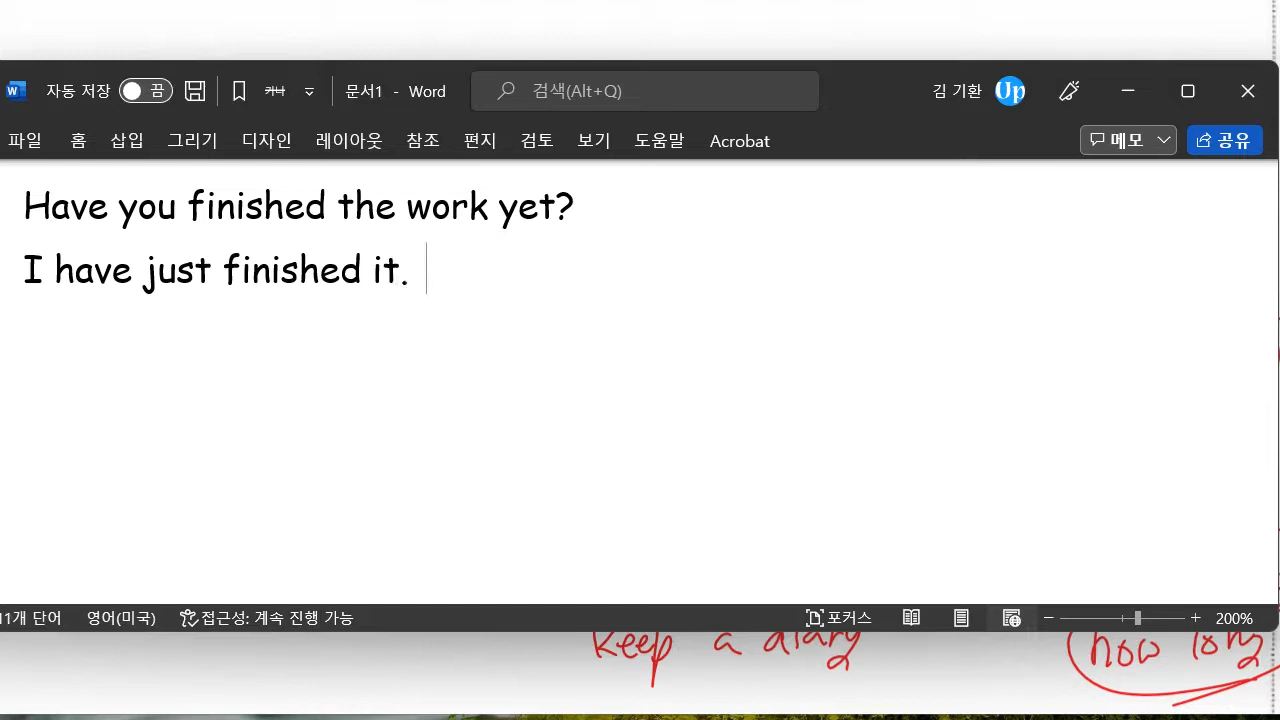 자동 저장 끔 가나 문서1 - Word 검색(Alt+Q) 김 기환 Up
파일 홈 삽입 그리기 디자인 레이아웃 참조 편지 검토 보기 도움말 Acrobat 메모 공유
Have you finished the work yet?
I have just finished it.
11개 단어 영어(미국) 접근성: 계속 진행 가능 포커스 200%
keep a diary how long